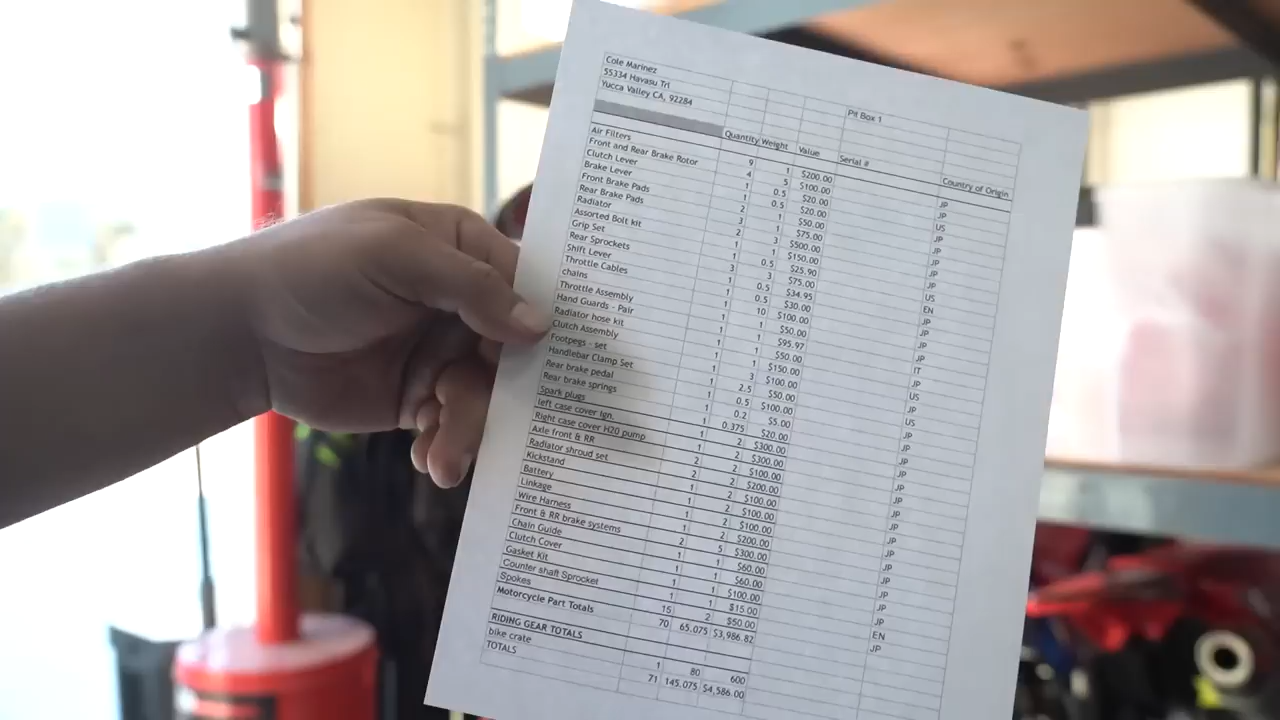 Cole Marinez
55334 Havasu Trl
Yucca Valley CA, 92284
Pit Box 1
Quantity Weight Value Serial # Country of Origin
Air Filters 9 1 $200.00 JP
Front and Rear Brake Rotor 4 5 $100.00 JP
Clutch Lever 1 0.5 $20.00 US
Brake Lever 1 0.5 $20.00 JP
Front Brake Pads 2 1 $50.00 JP
Rear Brake Pads 3 1 $75.00 JP
Radiator 2 3 $500.00 JP
Assorted Bolt kit 1 $150.00 JP
Grip Set 1 0.5 $25.90 US
Rear Sprockets 3 3 $75.00 EN
Shift Lever 1 0.5 $34.95 JP
Throttle Cables 1 0.5 $30.00 JP
chains 1 10 $100.00 JP
Throttle Assembly 1 1 $50.00 JP
Hand Guards - Pair 1 $95.97 IT
Radiator hose kit 1 1 $50.00 JP
Clutch Assembly 1 1 $150.00 US
Footpegs - set 1 3 $100.00 JP
Handlebar Clamp Set 1 2.5 $50.00 US
Rear brake pedal 1 0.5 $100.00 JP
Rear brake springs 1 0.2 $5.00 JP
Spark plugs 1 0.375 $20.00 JP
left case cover ign. 1 2 $300.00 JP
Right case cover H20 pump 1 2 $300.00 JP
Axle front & RR 2 2 $100.00 JP
Radiator shroud set 2 2 $200.00 JP
Kickstand 1 2 $100.00 JP
Battery 1 2 $100.00 JP
Linkage 1 2 $100.00 JP
Wire Harness 1 2 $200.00 JP
Front & RR brake systems 2 5 $300.00 JP
Chain Guide 1 1 $60.00 JP
Clutch Cover 1 1 $60.00 JP
Gasket Kit 1 1 $100.00 JP
Counter shaft Sprocket 1 1 $15.00 EN
Spokes 15 2 $50.00 JP
Motorcycle Part Totals 70 65.075 $3,986.82
RIDING GEAR TOTALS
bike crate 1 80 600
TOTALS 71 145.075 $4,586.00